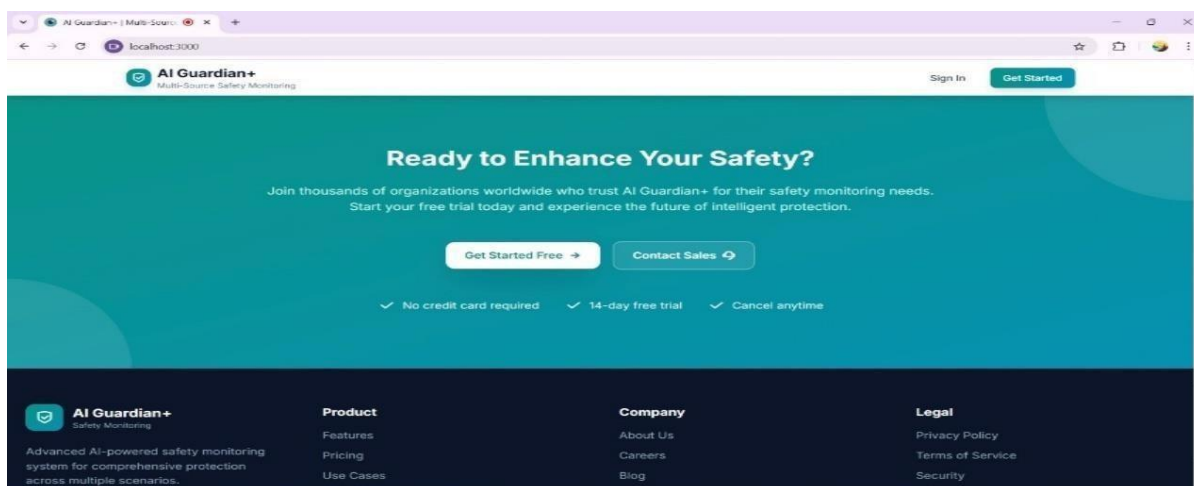 AI Guardian+ | Multi-Sourc
localhost:3000
AI Guardian+
Multi-Source Safety Monitoring
Sign In
Get Started
Ready to Enhance Your Safety?
Join thousands of organizations worldwide who trust AI Guardian+ for their safety monitoring needs.
Start your free trial today and experience the future of intelligent protection.
Get Started Free →
Contact Sales
✓ No credit card required
✓ 14-day free trial
✓ Cancel anytime
AI Guardian+
Safety Monitoring
Advanced AI-powered safety monitoring
system for comprehensive protection
across multiple scenarios.
Product
Features
Pricing
Use Cases
Company
About Us
Careers
Blog
Legal
Privacy Policy
Terms of Service
Security